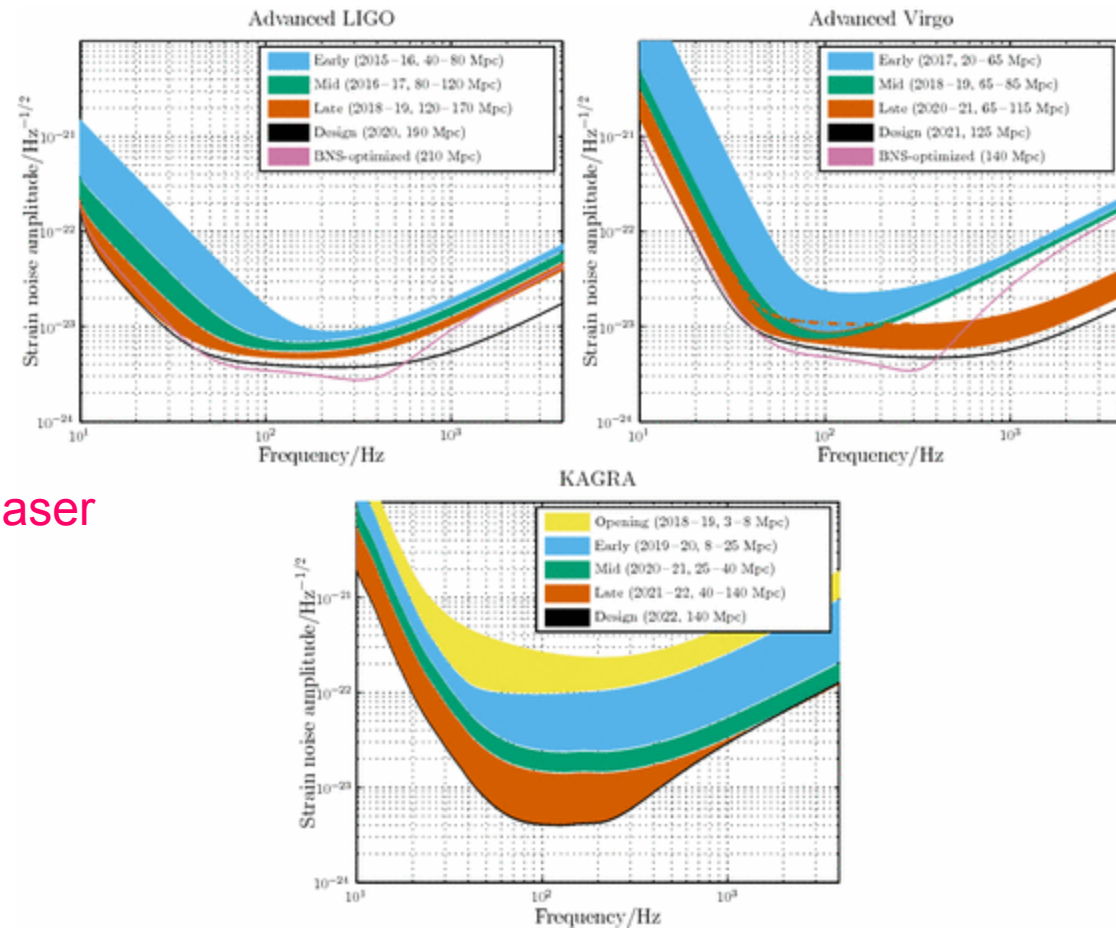 Advanced LIGO
Early (2015-16, 40-80 Mpc)
Mid (2016-17, 80-120 Mpc)
Late (2018-19, 120-170 Mpc)
Design (2020, 190 Mpc)
BNS-optimized (210 Mpc)
Strain noise amplitude/Hz^{-1/2}
10^{-21}
10^{-22}
10^{-23}
10^{-24}
10^1 10^2 10^3
Frequency/Hz
Advanced Virgo
Early (2017, 20-65 Mpc)
Mid (2018-19, 65-85 Mpc)
Late (2020-21, 65-115 Mpc)
Design (2021, 125 Mpc)
BNS-optimized (140 Mpc)
Strain noise amplitude/Hz^{-1/2}
10^{-21}
10^{-22}
10^{-23}
10^{-24}
10^1 10^2 10^3
Frequency/Hz
aser
KAGRA
Opening (2018-19, 3-8 Mpc)
Early (2019-20, 8-25 Mpc)
Mid (2020-21, 25-40 Mpc)
Late (2021-22, 40-140 Mpc)
Design (2022, 140 Mpc)
Strain noise amplitude/Hz^{-1/2}
10^{-21}
10^{-22}
10^{-23}
10^{-24}
10^1 10^2 10^3
Frequency/Hz